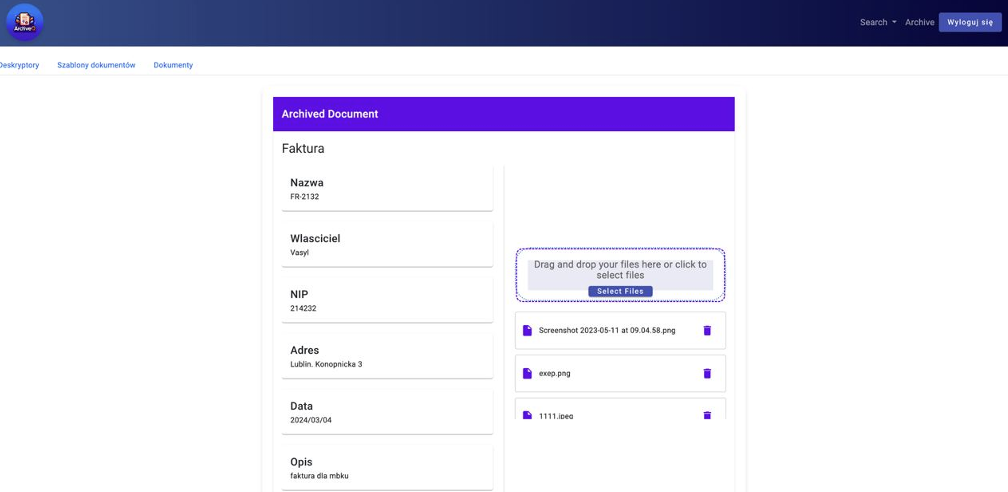 Archive
Search
Archive
Wyloguj się
Deskryptory
Szablony dokumentów
Dokumenty
Archived Document
Faktura
Nazwa
FR-2132
Wlasciciel
Vasyl
NIP
214232
Adres
Lublin. Konopnicka 3
Data
2024/03/04
Opis
faktura dla mbku
Drag and drop your files here or click to
select files
Select Files
Screenshot 2023-05-11 at 09.04.58.png
exep.png
1111.jpeg